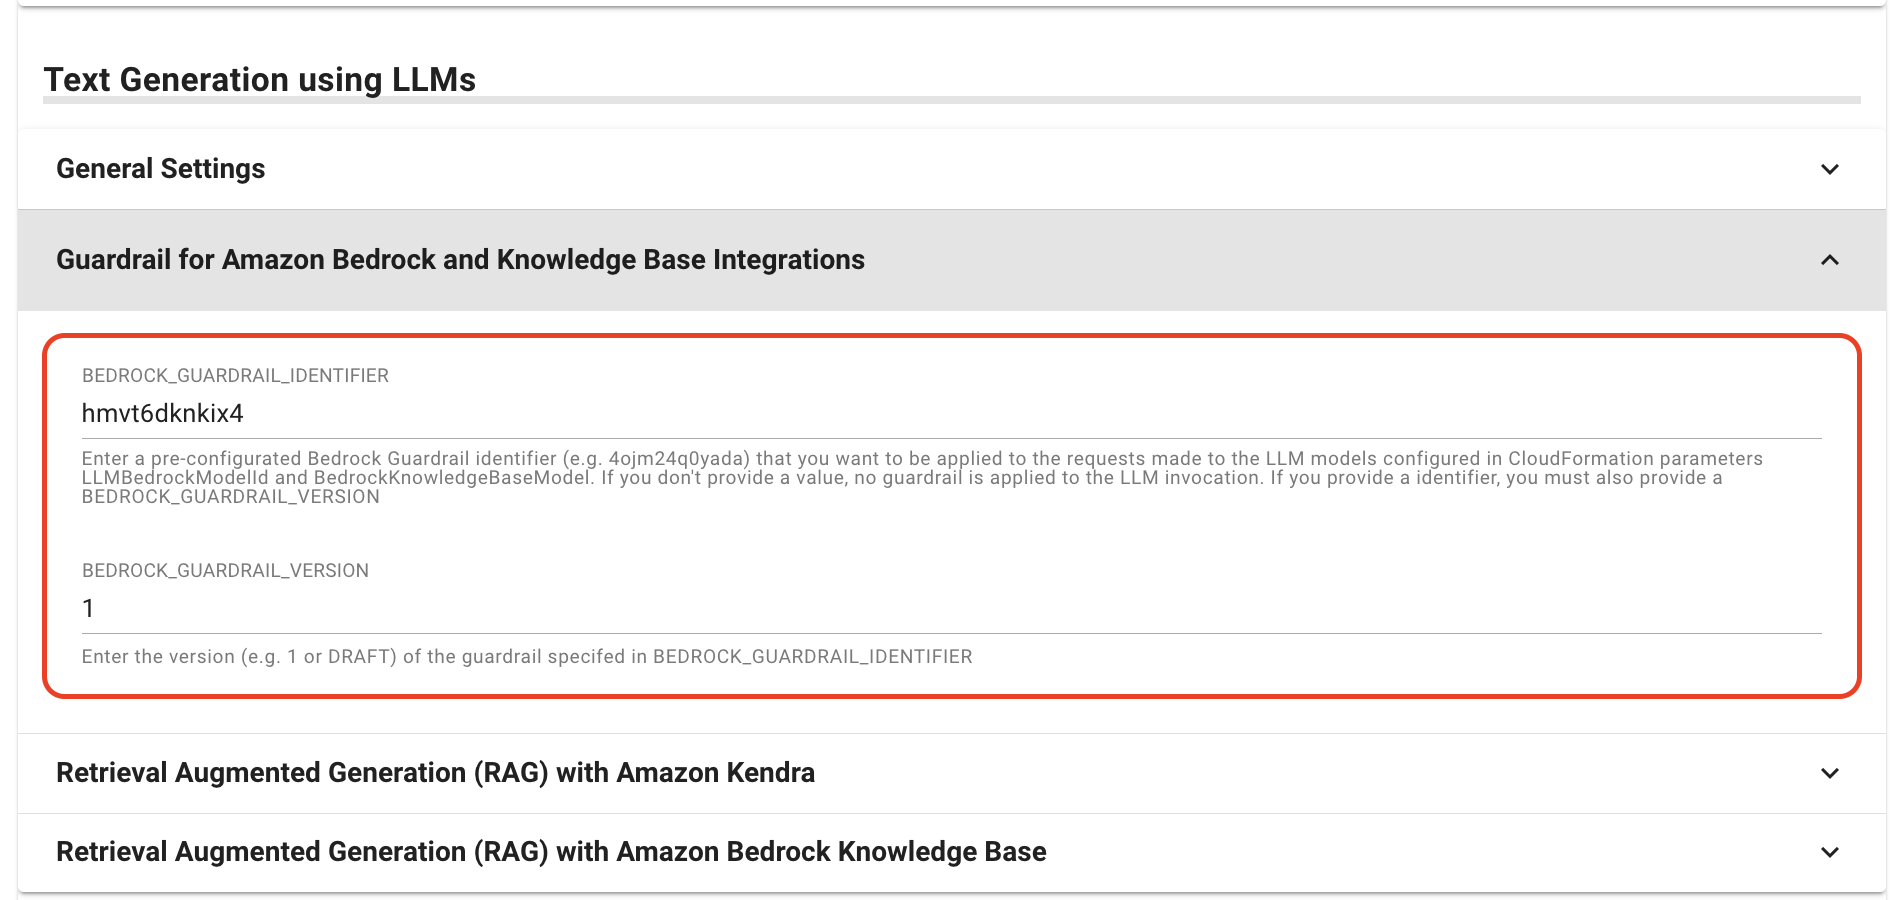 Text Generation using LLMs
General Settings
Guardrail for Amazon Bedrock and Knowledge Base Integrations
BEDROCK_GUARDRAIL_IDENTIFIER
hmvt6dknkix4
Enter a pre-configurated Bedrock Guardrail identifier (e.g. 4ojm24q0yada) that you want to be applied to the requests made to the LLM models configured in CloudFormation parameters
LLMBedrockModelId and BedrockKnowledgeBaseModel. If you don't provide a value, no guardrail is applied to the LLM invocation. If you provide a identifier, you must also provide a
BEDROCK_GUARDRAIL_VERSION
BEDROCK_GUARDRAIL_VERSION
1
Enter the version (e.g. 1 or DRAFT) of the guardrail specifed in BEDROCK_GUARDRAIL_IDENTIFIER
Retrieval Augmented Generation (RAG) with Amazon Kendra
Retrieval Augmented Generation (RAG) with Amazon Bedrock Knowledge Base